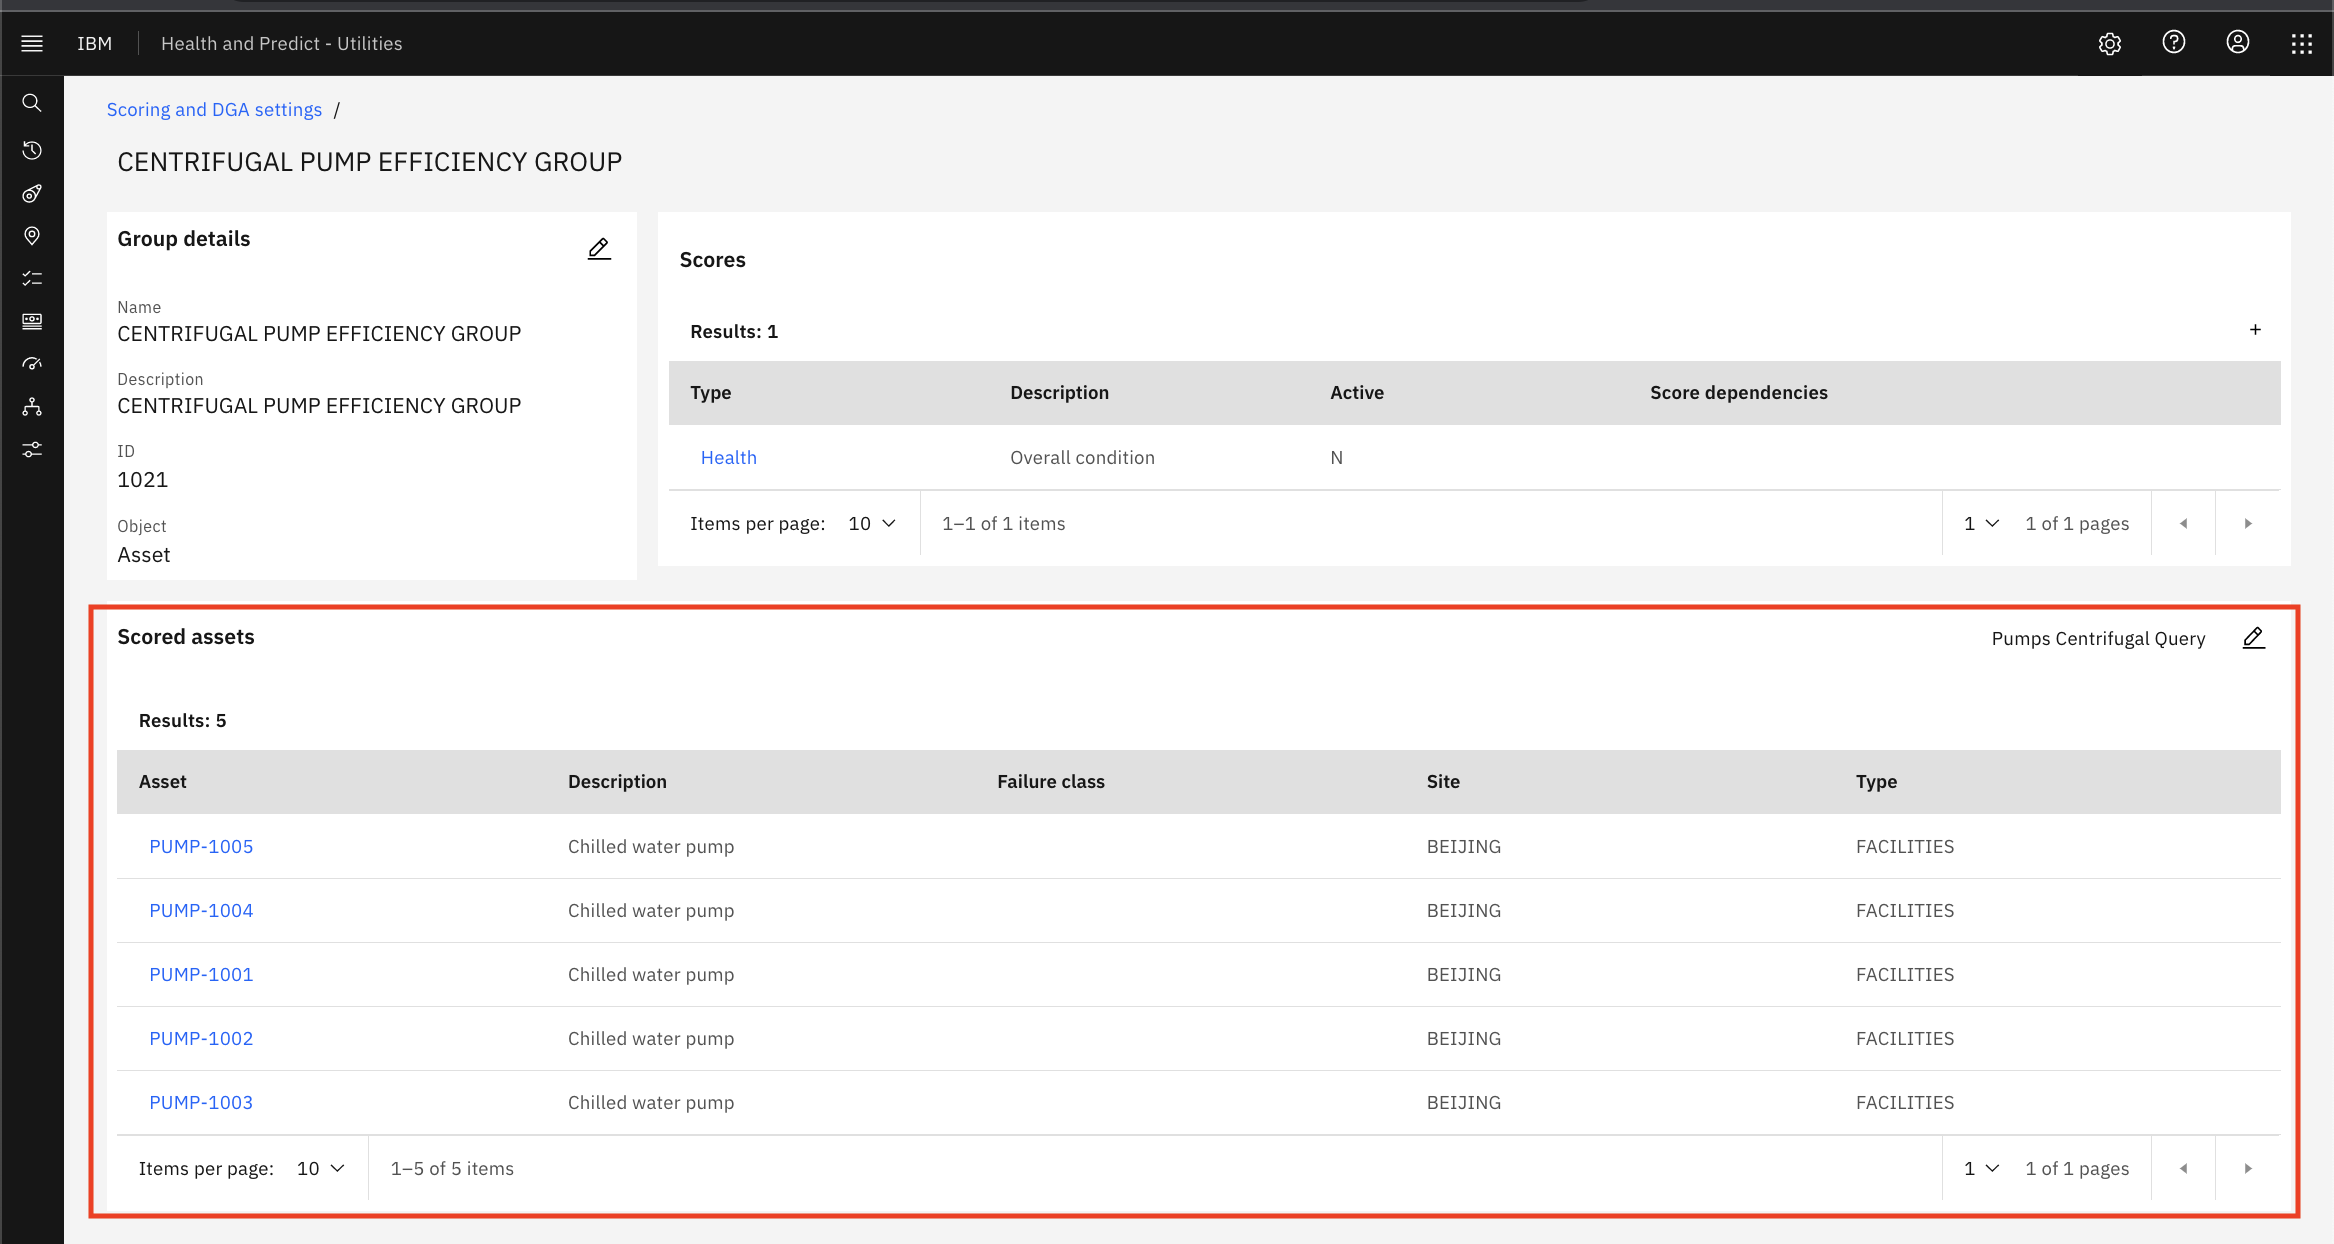 IBM Health and Predict - Utilities
Scoring and DGA settings /
CENTRIFUGAL PUMP EFFICIENCY GROUP
Group details
Name
CENTRIFUGAL PUMP EFFICIENCY GROUP
Description
CENTRIFUGAL PUMP EFFICIENCY GROUP
ID
1021
Object
Asset
Scores
Results: 1 +
Type Description Active Score dependencies
Health Overall condition N
Items per page: 10 1–1 of 1 items 1 1 of 1 pages
Scored assets Pumps Centrifugal Query
Results: 5
Asset Description Failure class Site Type
PUMP-1005 Chilled water pump BEIJING FACILITIES
PUMP-1004 Chilled water pump BEIJING FACILITIES
PUMP-1001 Chilled water pump BEIJING FACILITIES
PUMP-1002 Chilled water pump BEIJING FACILITIES
PUMP-1003 Chilled water pump BEIJING FACILITIES
Items per page: 10 1–5 of 5 items 1 1 of 1 pages